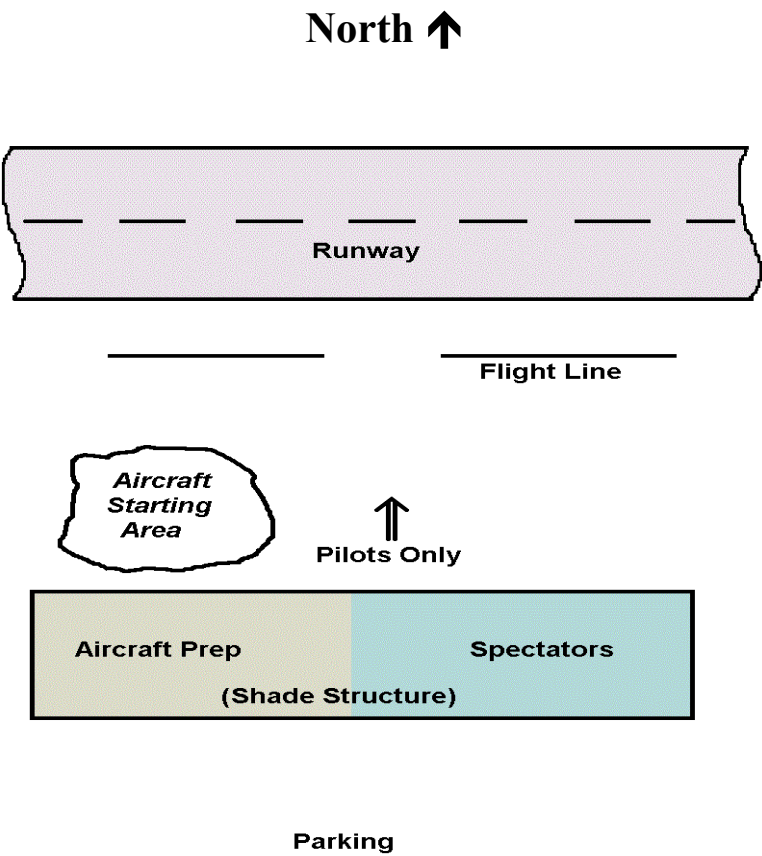 North ↑
Runway
Flight Line
Aircraft
Starting
Area
Pilots Only
Aircraft Prep
Spectators
(Shade Structure)
Parking